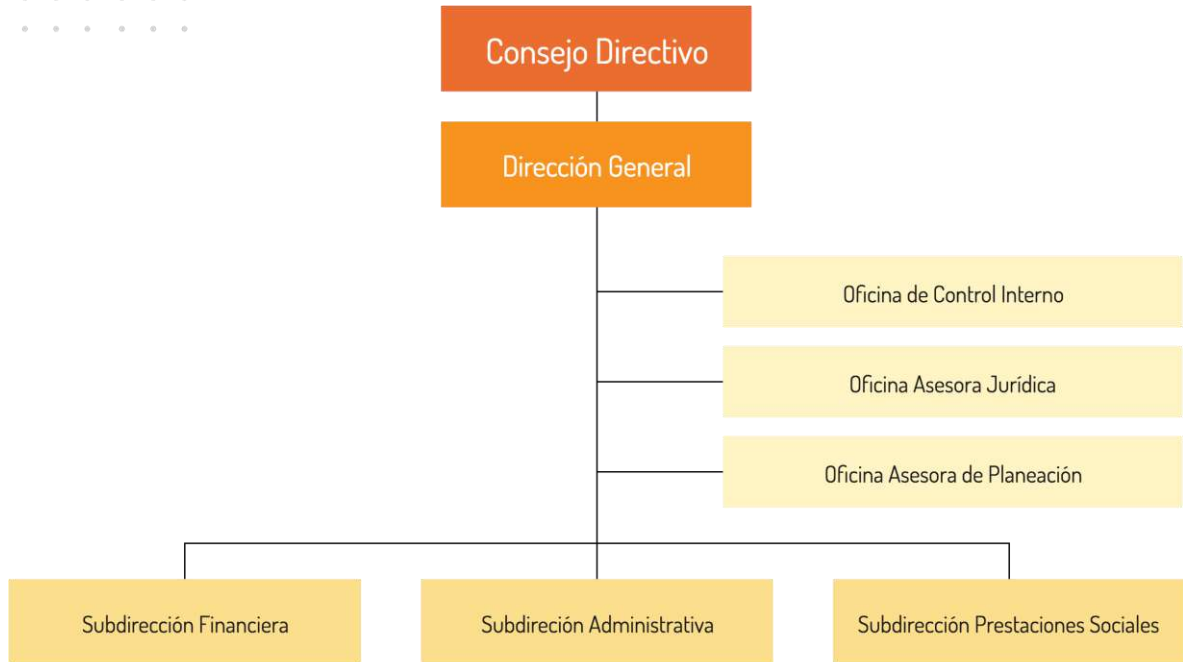 Consejo Directivo
Dirección General
Oficina de Control Interno
Oficina Asesora Jurídica
Oficina Asesora de Planeación
Subdirección Financiera
Subdireción Administrativa
Subdirección Prestaciones Sociales